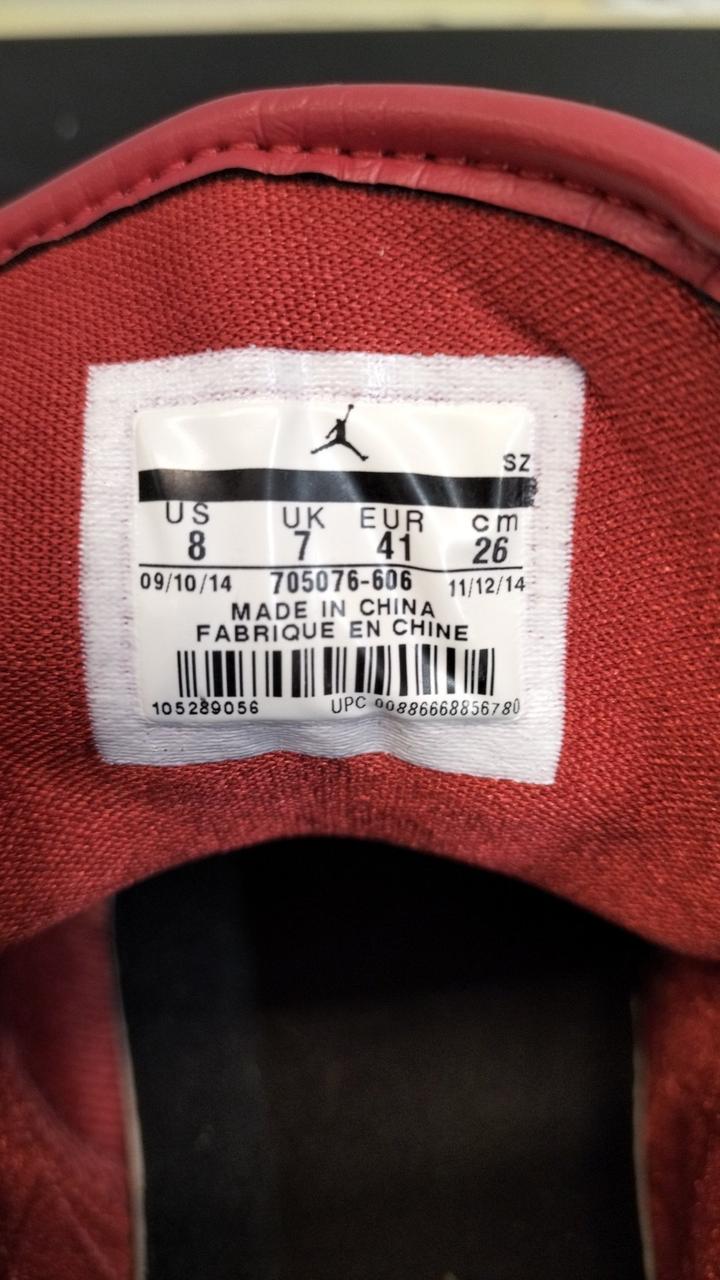 SZ
US UK EUR cm
8 7 41 26
09/10/14 705076-606 11/12/14
MADE IN CHINA
FABRIQUE EN CHINE
105289056 UPC 00886668856780